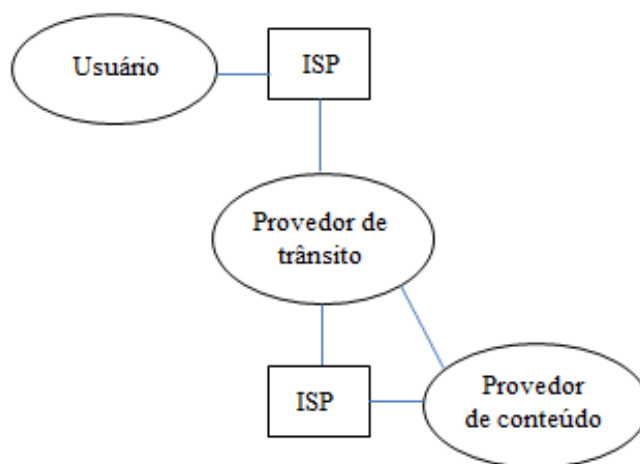 Usuário
ISP
Provedor de
trânsito
ISP
Provedor
de conteúdo